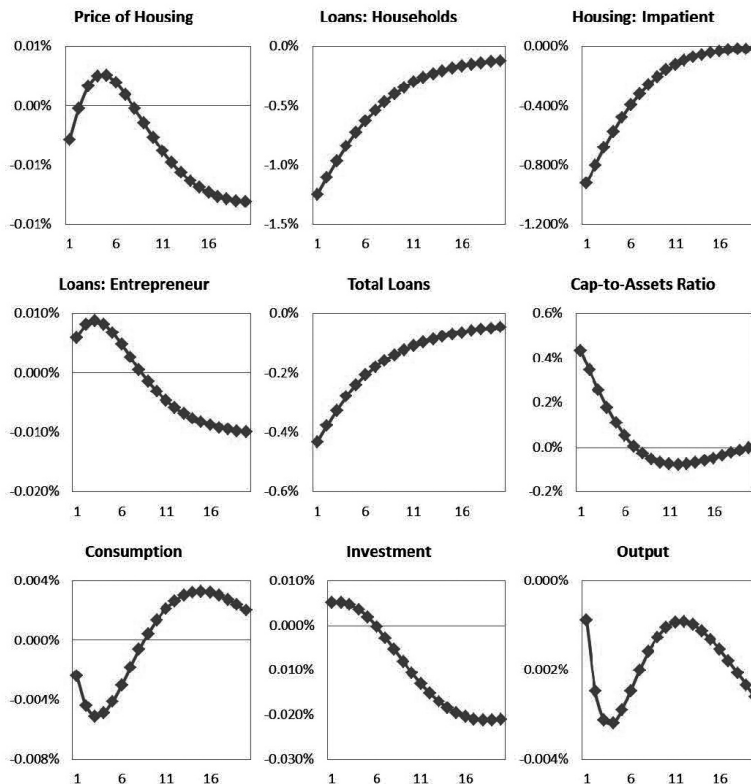 Price of Housing
0.01%
0.00%
-0.01%
-0.01%
1 6 11 16
Loans: Households
0.0%
-0.5%
-1.0%
-1.5%
1 6 11 16
Housing: Impatient
0.000%
-0.400%
-0.800%
-1.200%
1 6 11 16
Loans: Entrepreneur
0.010%
0.000%
-0.010%
-0.020%
1 6 11 16
Total Loans
0.0%
-0.2%
-0.4%
-0.6%
1 6 11 16
Cap-to-Assets Ratio
0.6%
0.4%
0.2%
0.0%
-0.2%
1 6 11 16
Consumption
0.004%
0.000%
-0.004%
-0.008%
1 6 11 16
Investment
0.010%
0.000%
0.010%
-0.020%
-0.030%
1 6 11 16
Output
0.000%
0.002%
-0.004%
1 6 11 16